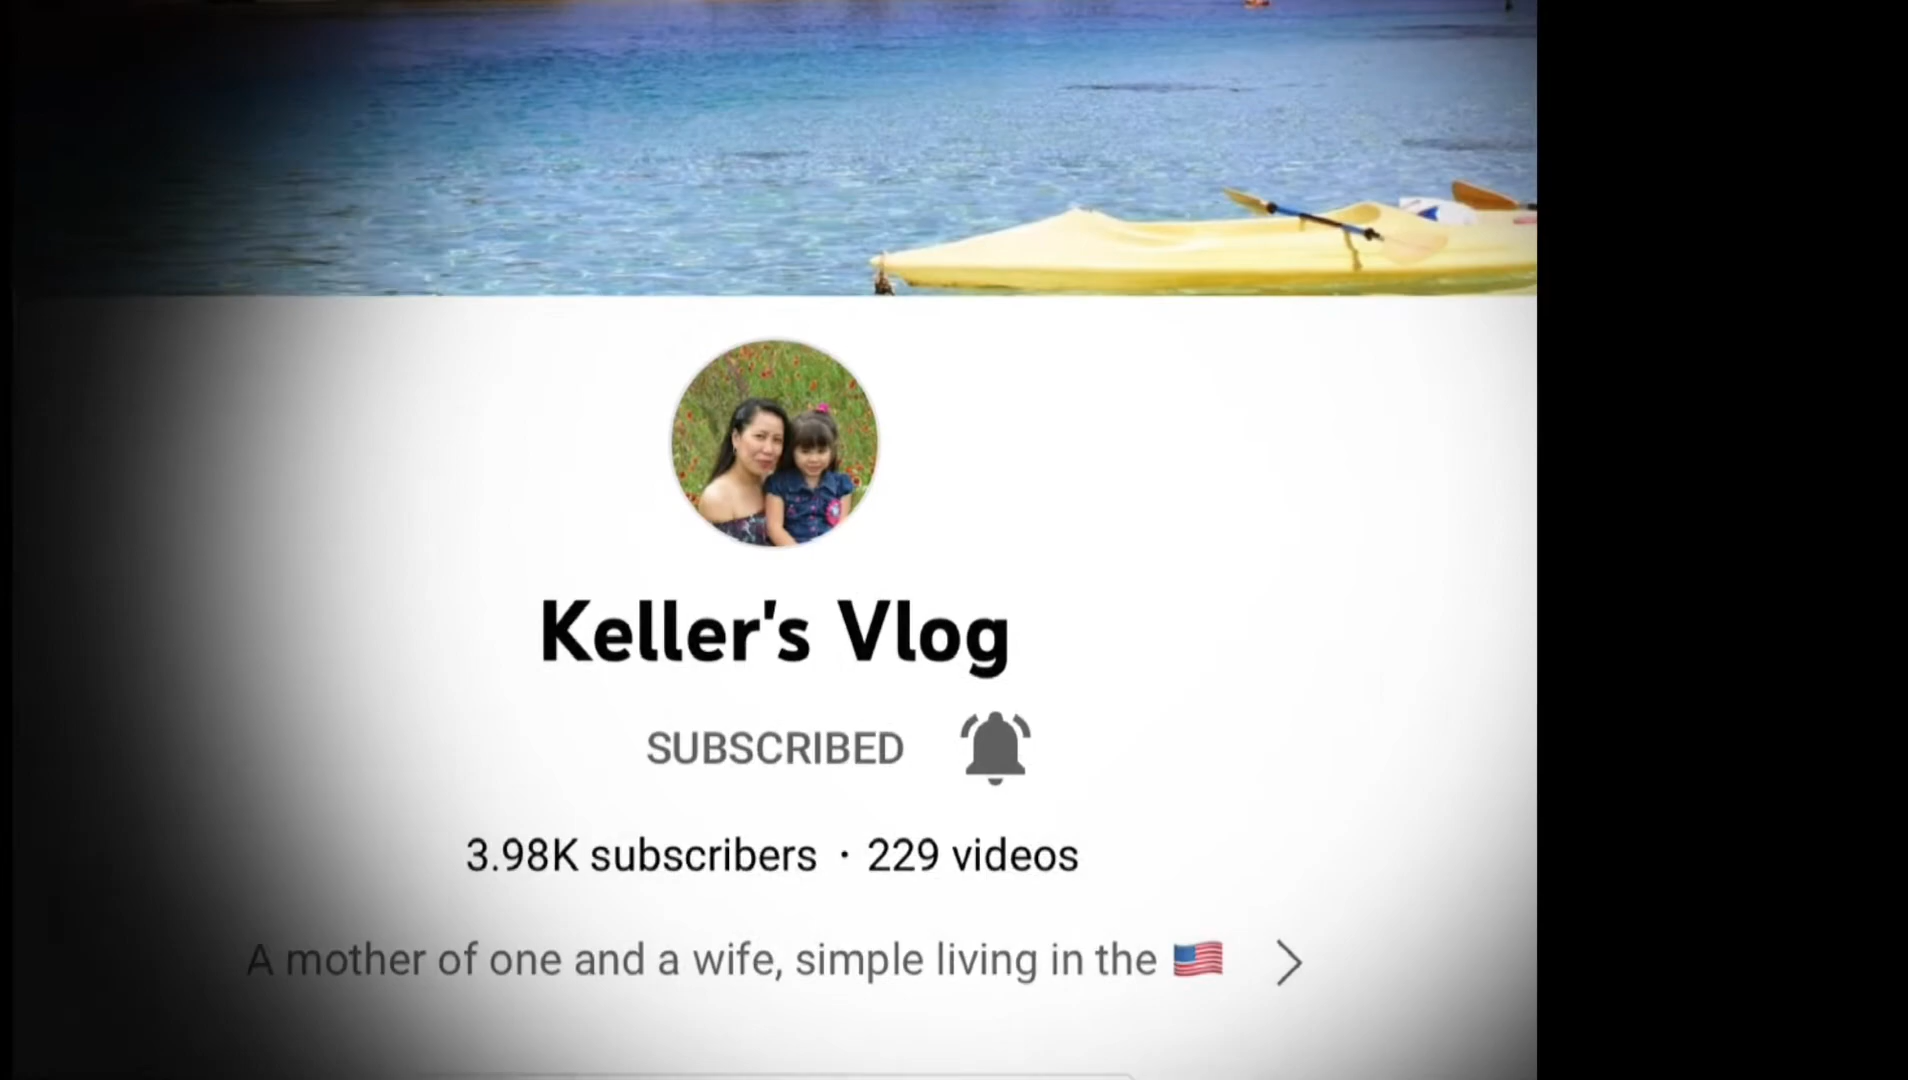 Keller's Vlog
SUBSCRIBED
3.98K subscribers · 229 videos
A mother of one and a wife, simple living in the 🇺🇸